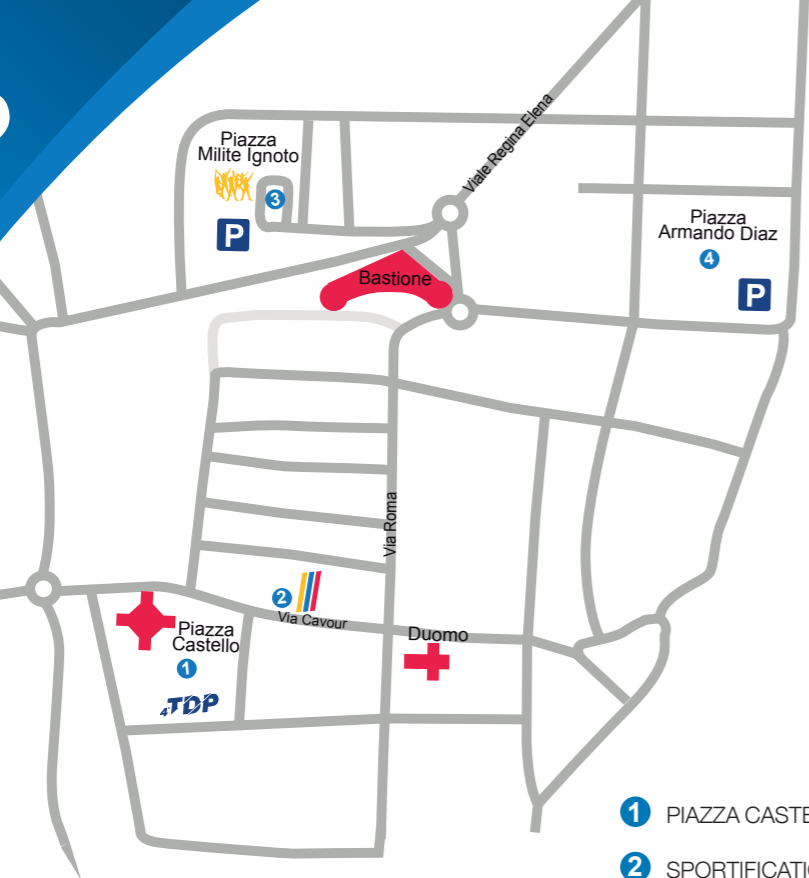 Viale Regina Elena
Piazza
Milite Ignoto
3
P
Piazza
Armando Diaz
4
P
Bastione
Via Roma
2
Via Cavour
Duomo
Piazza
Castello
1
4TDP
1 PIAZZA CASTE
2 SPORTIFICATI